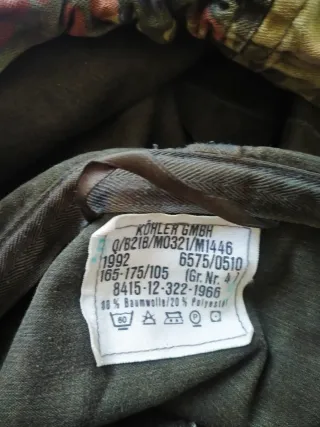 KÖHLER GMBH
Q/B21B/M0321/M1446
1992 6575/0510
165-175/105 (Gr. Nr. 4)
8415-12-322-1966
80 % Baumwolle/20 % Polyester
60 P